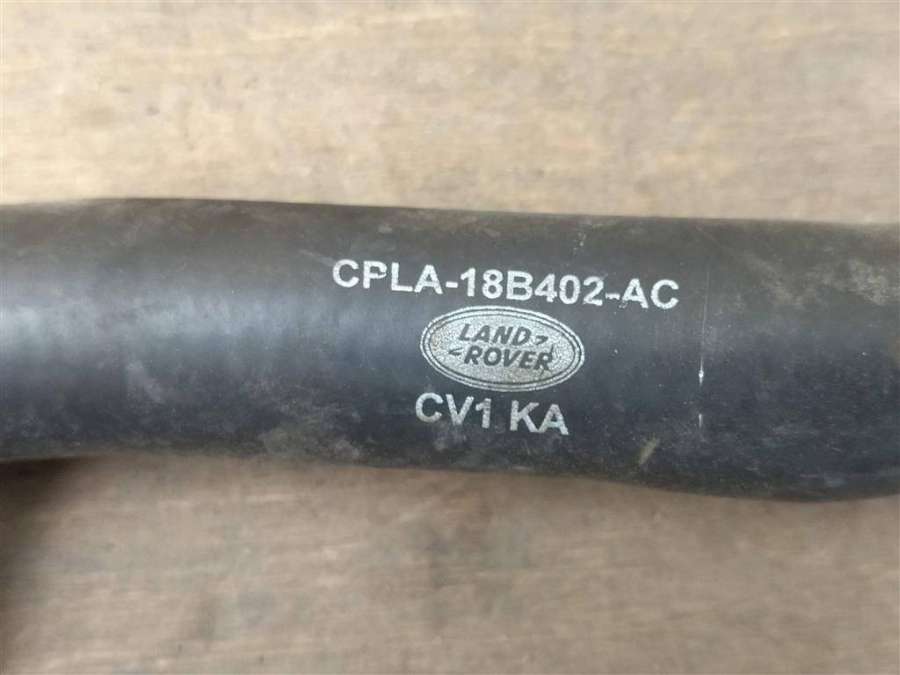 CPLA-18B402-AC
LAND>
<ROVER
CV1 KA